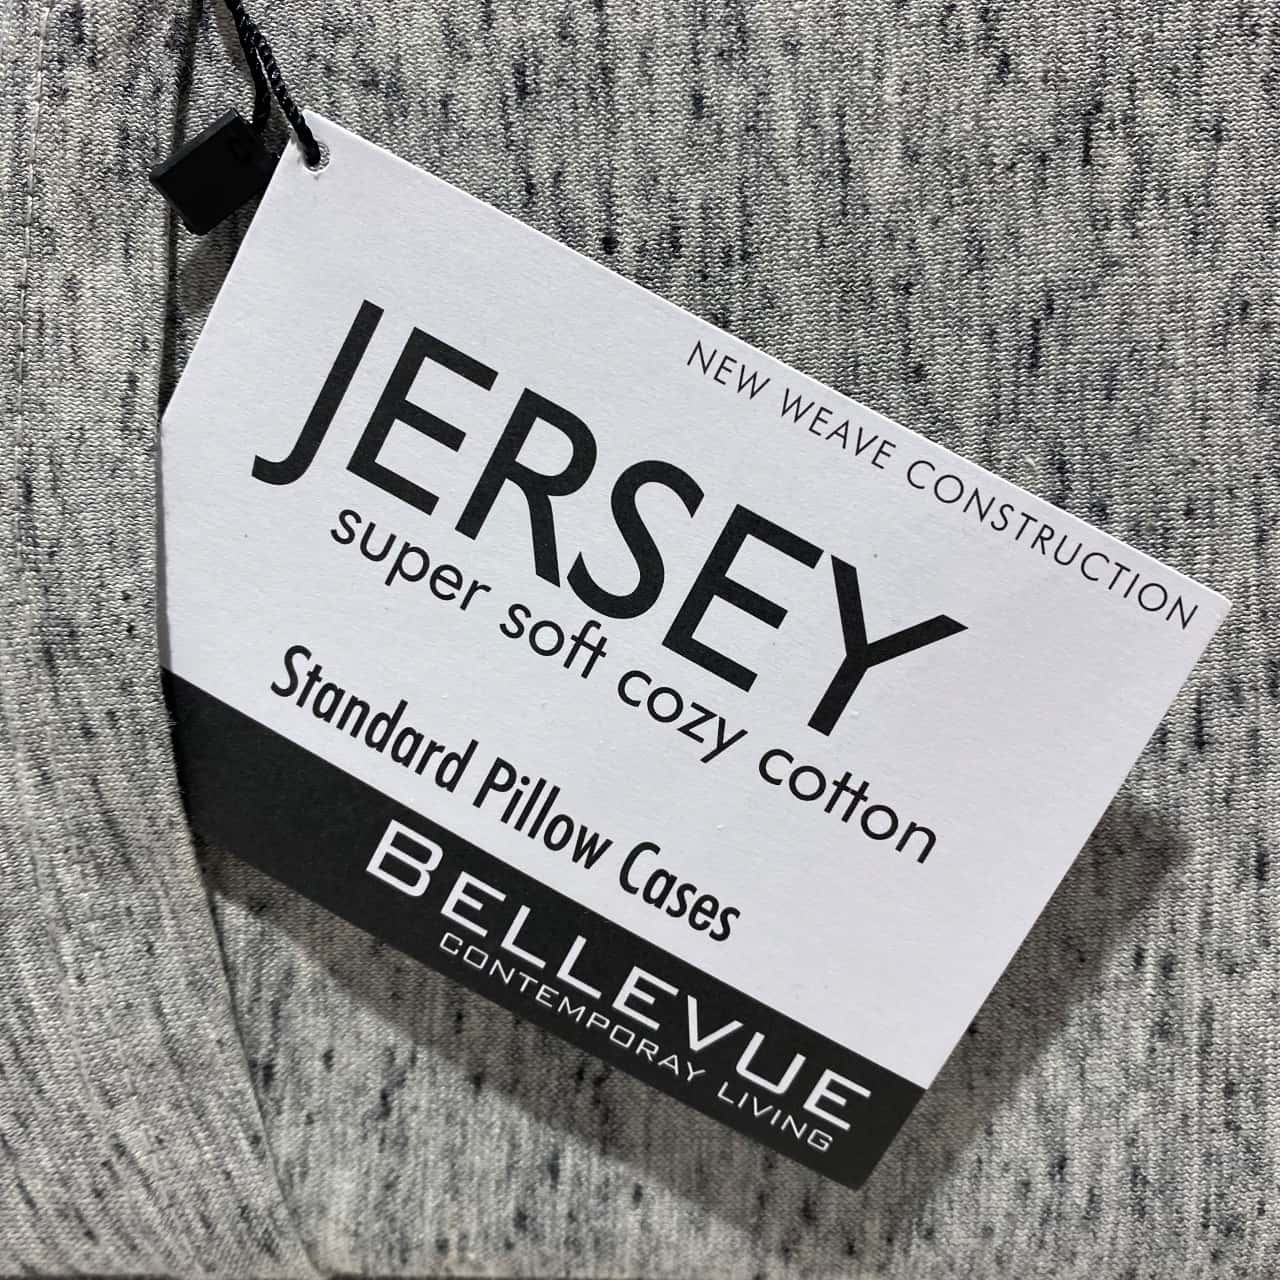 NEW WEAVE CONSTRUCTION
JERSEY
super soft cozy cotton
Standard Pillow Cases
BELLEVUE
CONTEMPORAY LIVING